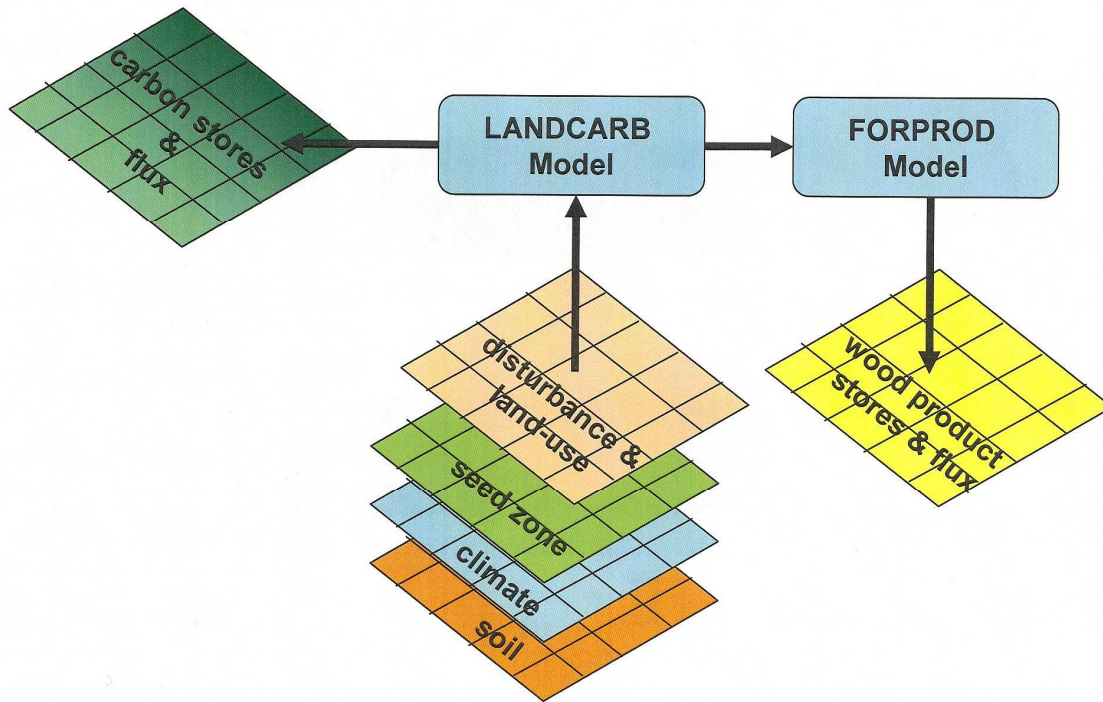 carbon stores
&
flux
LANDCARB
Model
FORPROD
Model
disturbance &
land-use
seed zone
climate
soil
wood product
stores & flux